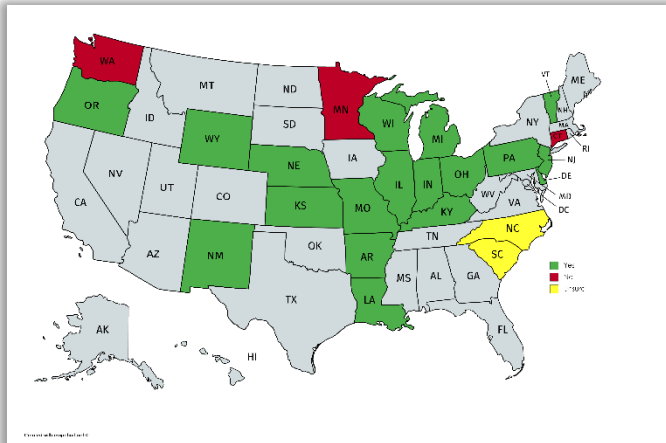 WA
MT
ND
MN
VT
ME
OR
ID
SD
WI
MI
NY
NH
MA
RI
WY
IA
PA
NJ
NE
IL
IN
OH
DE
NV
UT
CO
KS
MO
KY
WV
VA
MD
DC
CA
AZ
NM
OK
AR
TN
NC
SC
MS
AL
GA
TX
LA
FL
AK
HI
Yes
No
Unsure